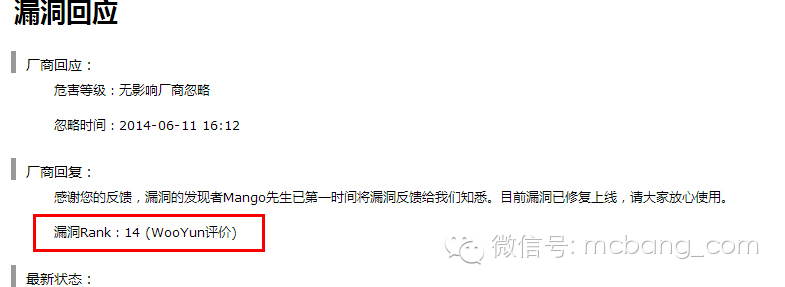 漏洞回应
厂商回应：
危害等级：无影响厂商忽略
忽略时间：2014-06-11 16:12
厂商回复：
感谢您的反馈，漏洞的发现者Mango先生已第一时间将漏洞反馈给我们知悉。目前漏洞已修复上线，请大家放心使用。
漏洞Rank：14 (WooYun评价)
微信号: mcbang_com
最新状态：